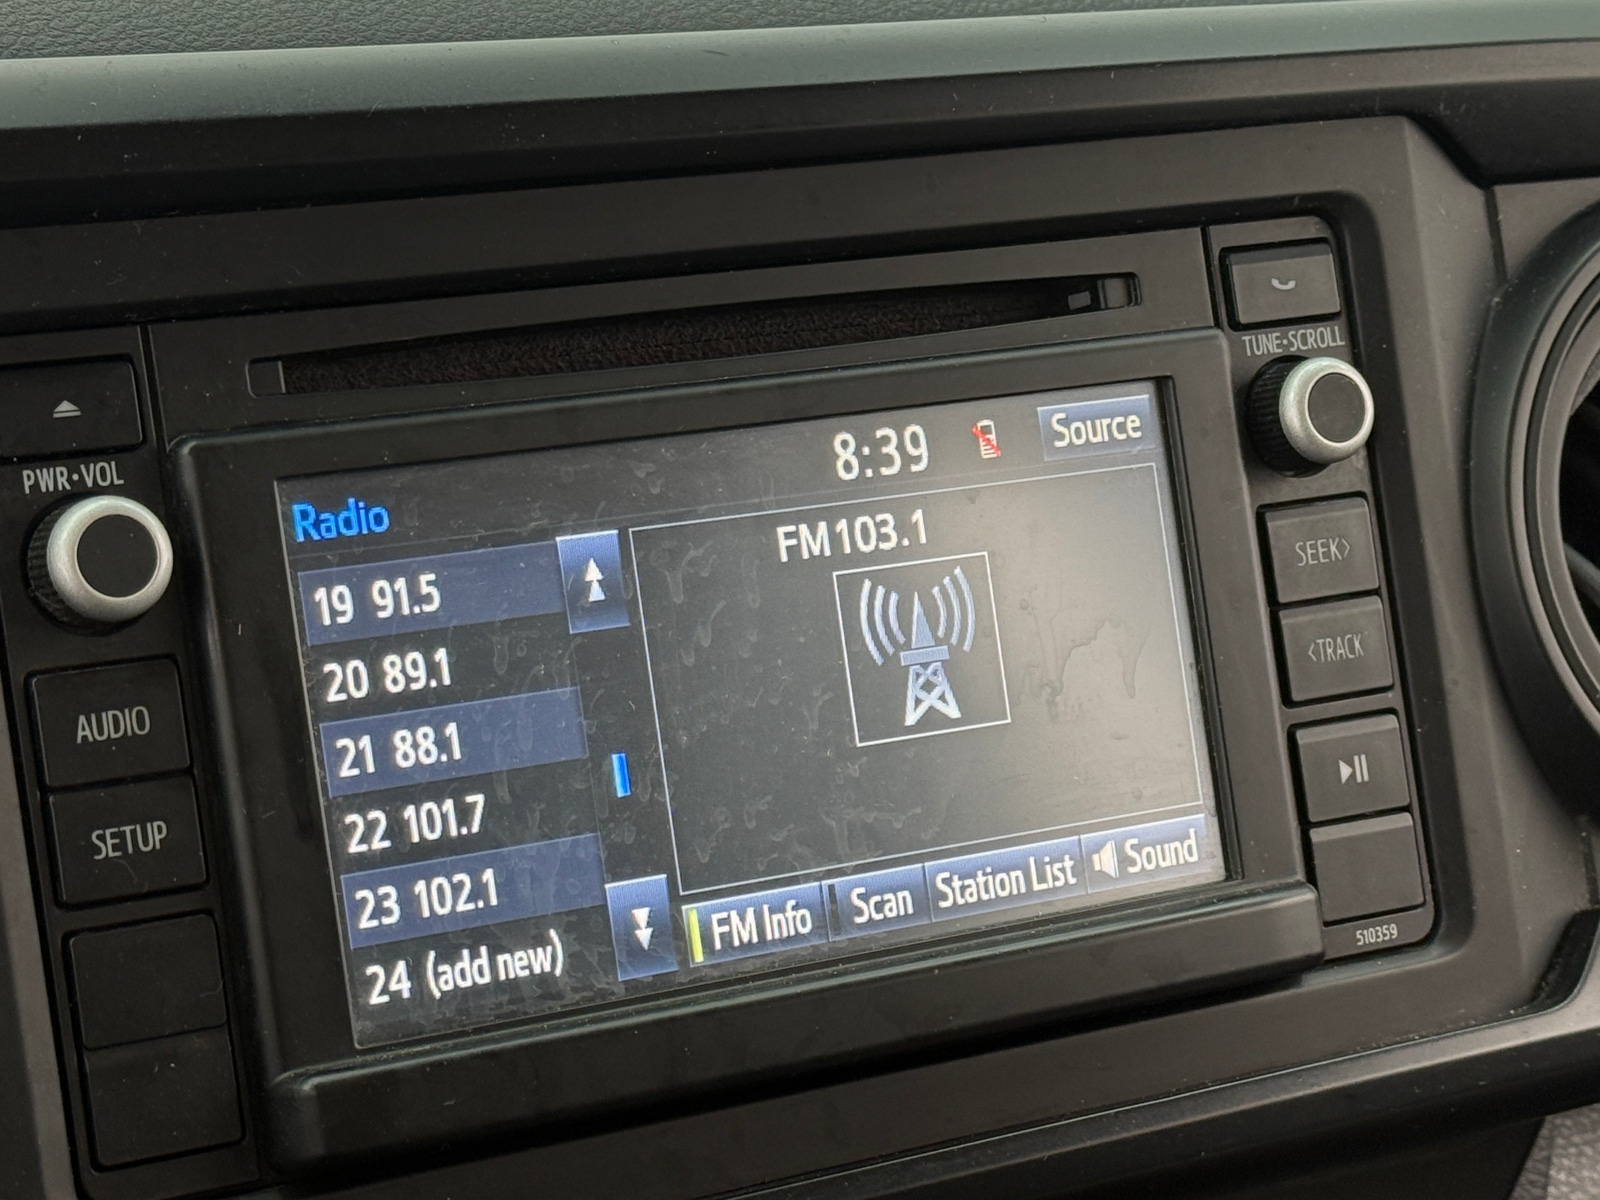 8:39
Source
TUNE•SCROLL
PWR•VOL
Radio
FM 103.1
19 91.5
20 89.1
21 88.1
22 101.7
23 102.1
24 (add new)
FM Info
Scan
Station List
Sound
AUDIO
SETUP
SEEK>
<TRACK
510359